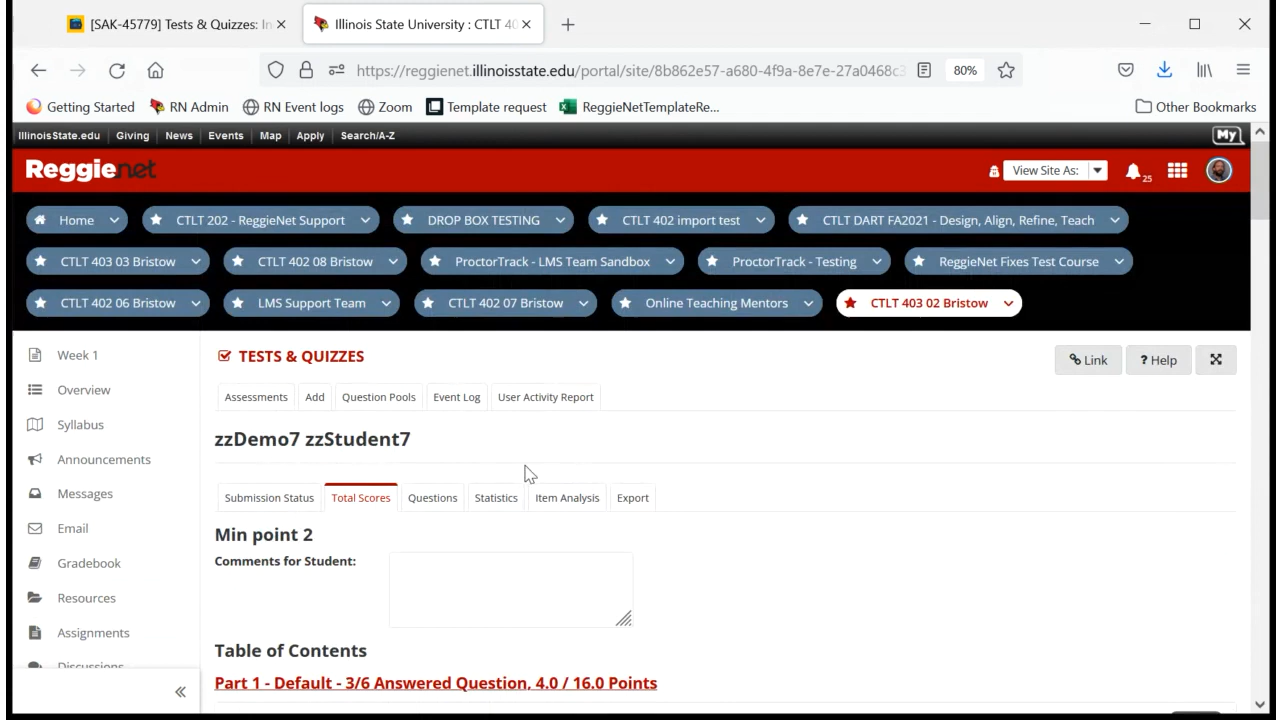 [SAK-45779] Tests & Quizzes: In
Illinois State University : CTLT 40
https://reggienet.illinoisstate.edu/portal/site/8b862e57-a680-4f9a-8e7e-27a0468c3
80%
Getting Started RN Admin RN Event logs Zoom Template request ReggieNetTemplateRe... Other Bookmarks
IllinoisState.edu Giving News Events Map Apply Search/A-Z My
Reggienet View Site As: 25
Home CTLT 202 - ReggieNet Support DROP BOX TESTING CTLT 402 import test CTLT DART FA2021 - Design, Align, Refine, Teach
CTLT 403 03 Bristow CTLT 402 08 Bristow ProctorTrack - LMS Team Sandbox ProctorTrack - Testing ReggieNet Fixes Test Course
CTLT 402 06 Bristow LMS Support Team CTLT 402 07 Bristow Online Teaching Mentors CTLT 403 02 Bristow
Week 1
Overview
Syllabus
Announcements
Messages
Email
Gradebook
Resources
Assignments
Discussions
TESTS & QUIZZES
Link ? Help
Assessments Add Question Pools Event Log User Activity Report
zzDemo7 zzStudent7
Submission Status Total Scores Questions Statistics Item Analysis Export
Min point 2
Comments for Student:
Table of Contents
Part 1 - Default - 3/6 Answered Question, 4.0 / 16.0 Points